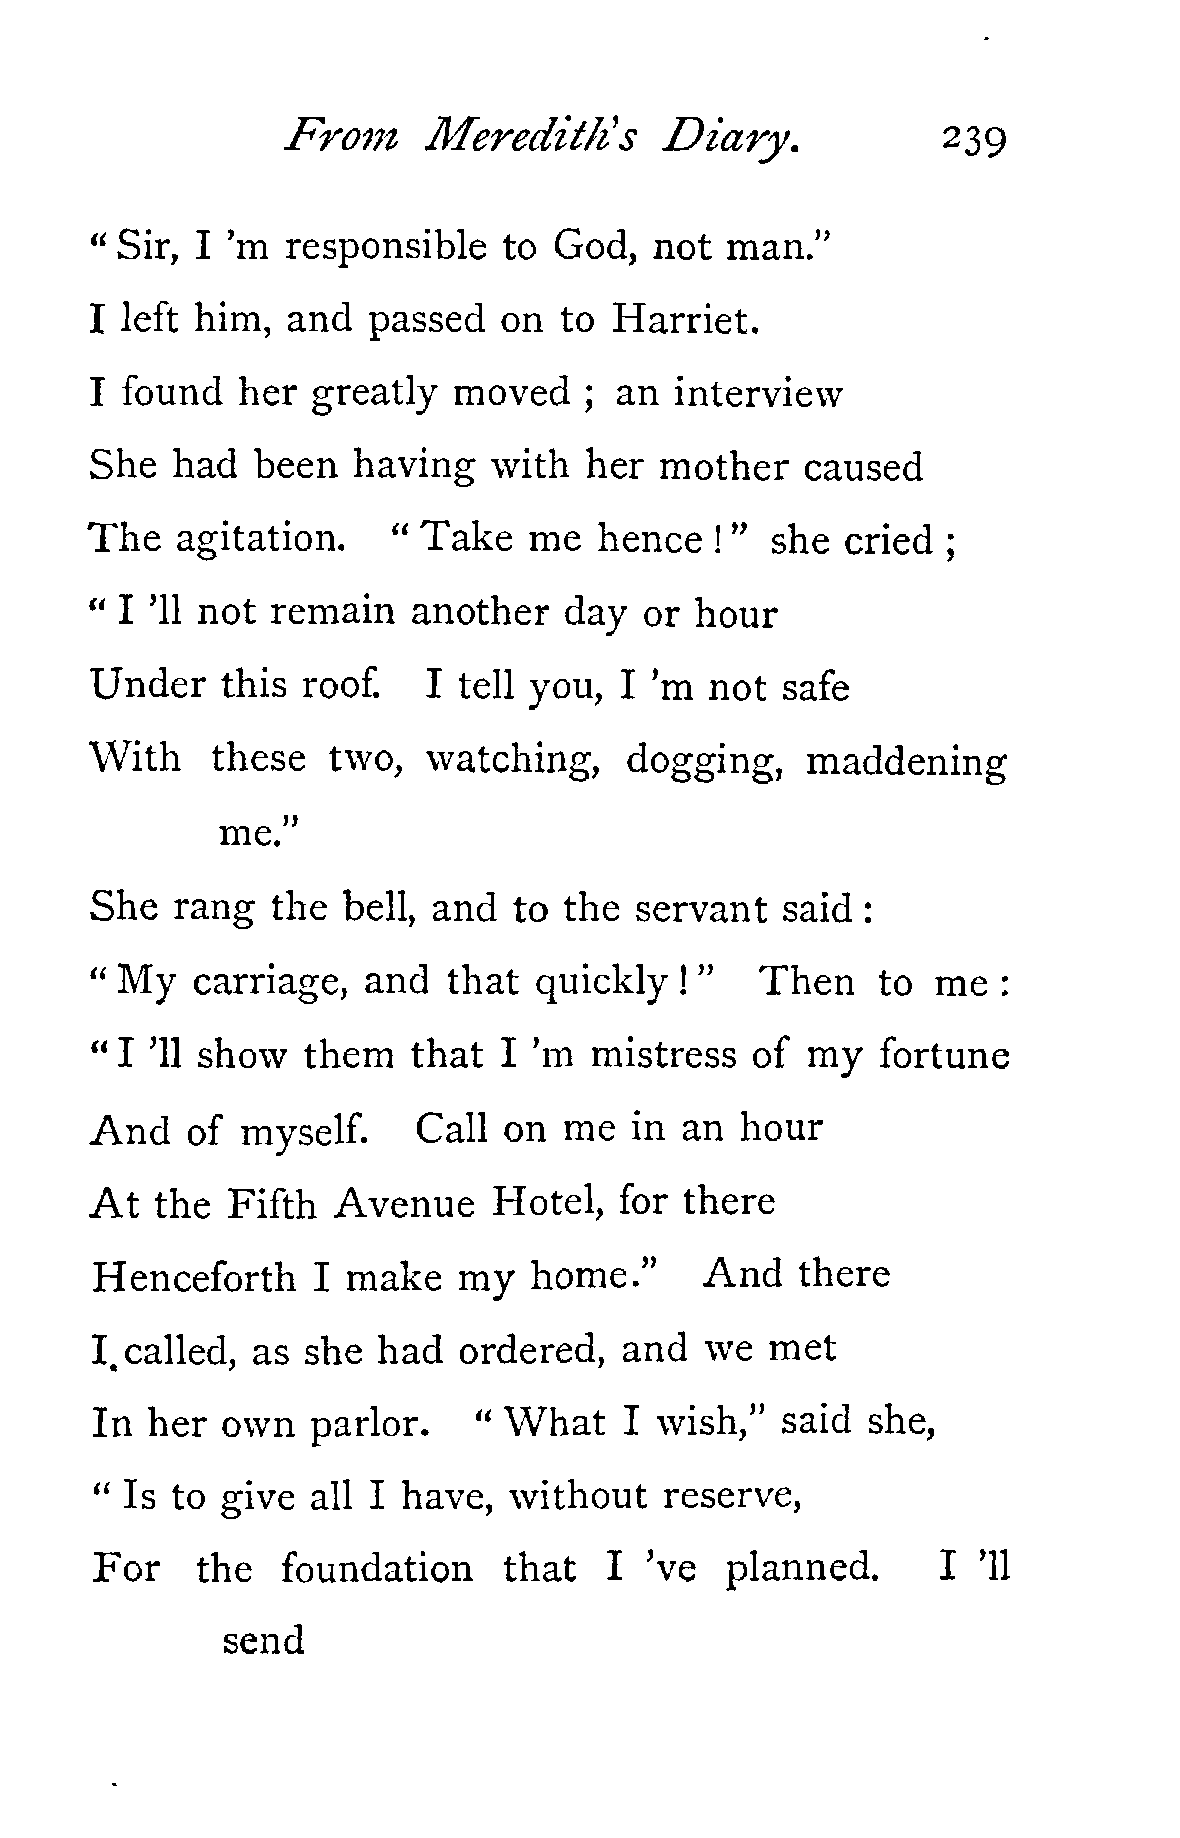 From Meredith's Diary. 239
“ Sir, I ’m responsible to God, not man.”
I left him, and passed on to Harriet.
I found her greatly moved ; an interview
She had been having with her mother caused
The agitation. “ Take me hence ! ” she cried ;
“ I ’ll not remain another day or hour
Under this roof. I tell you, I ’m not safe
With these two, watching, dogging, maddening
me.”
She rang the bell, and to the servant said :
“ My carriage, and that quickly ! ” Then to me :
“ I ’ll show them that I ’m mistress of my fortune
And of myself. Call on me in an hour
At the Fifth Avenue Hotel, for there
Henceforth I make my home.” And there
I called, as she had ordered, and we met
In her own parlor. “ What I wish,” said she,
“ Is to give all I have, without reserve,
For the foundation that I ’ve planned. I ’ll
send